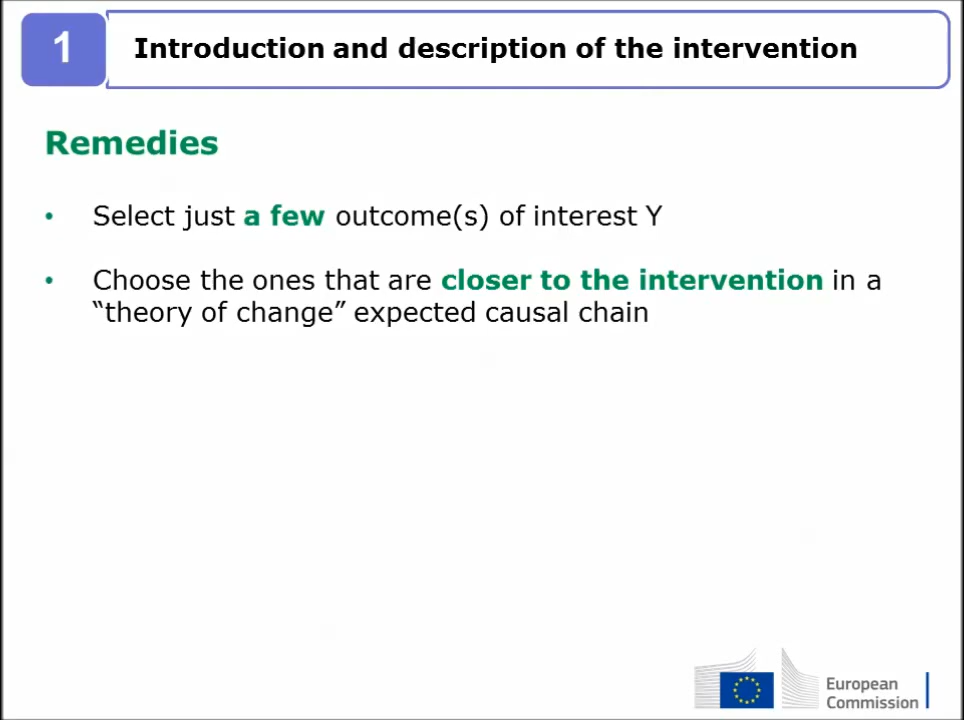 1
Introduction and description of the intervention
Remedies
• Select just a few outcome(s) of interest Y
• Choose the ones that are closer to the intervention in a
“theory of change” expected causal chain
European
Commission